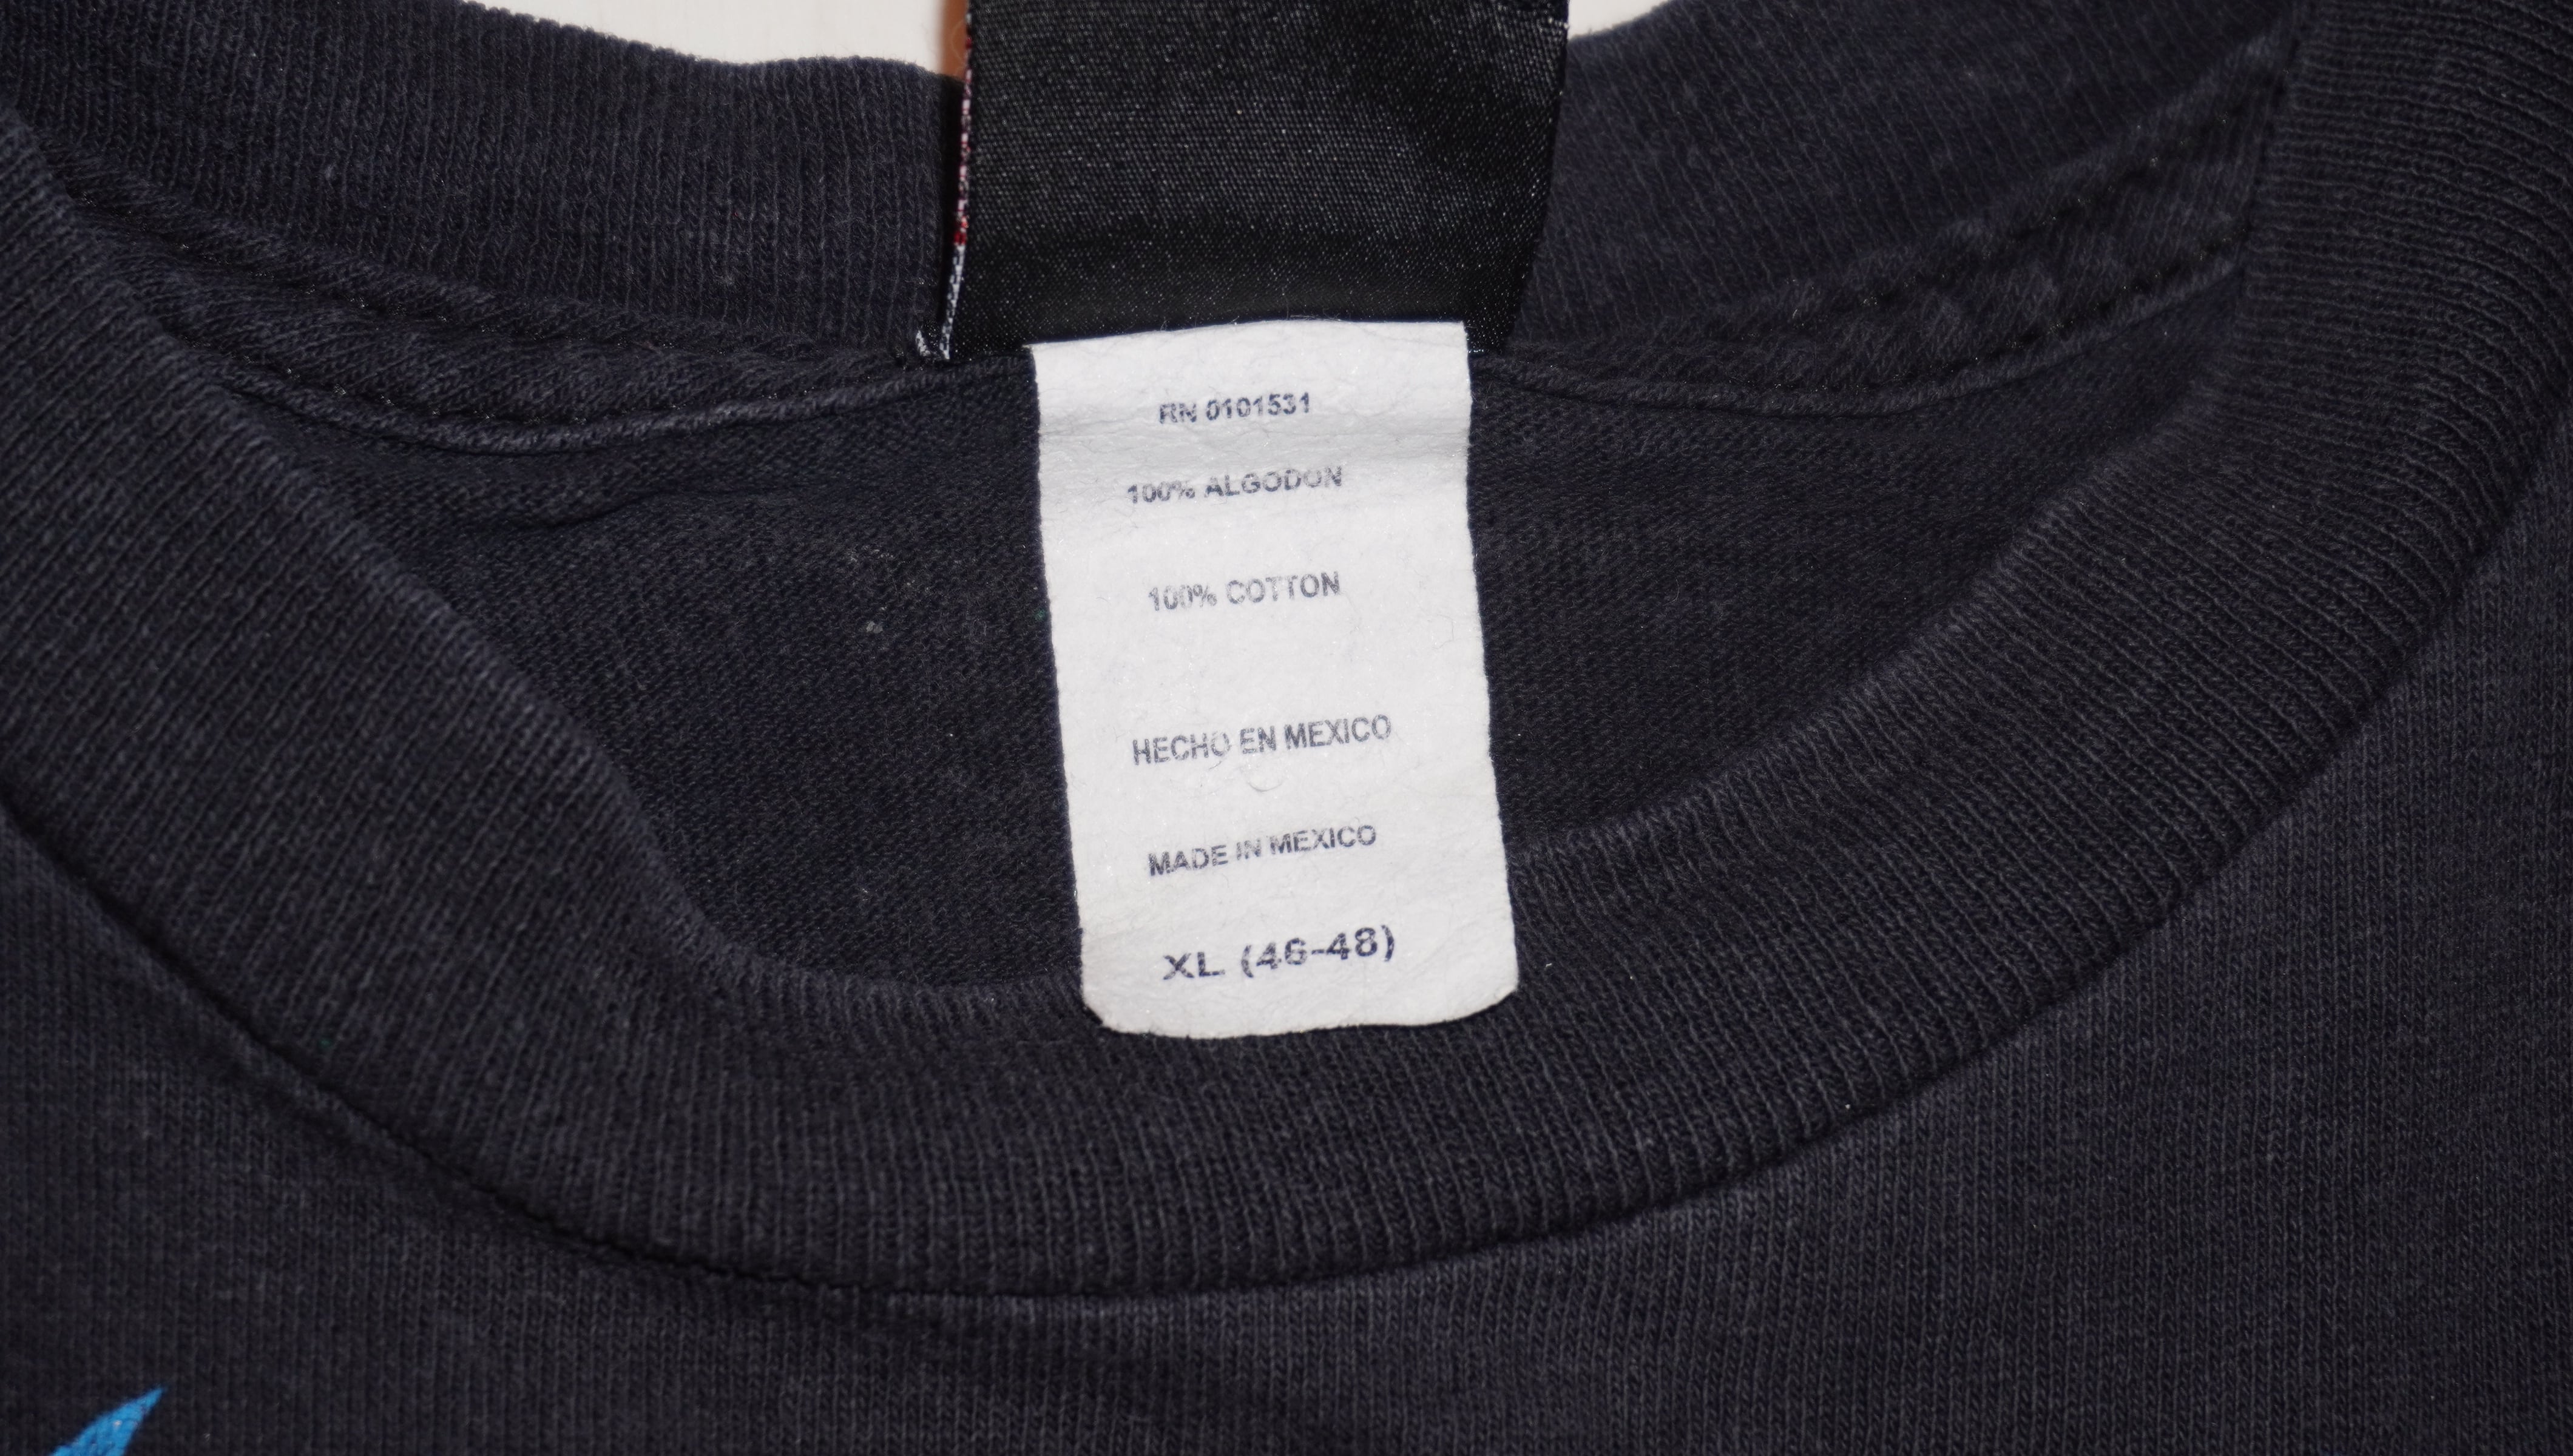 RN 0101531
100% ALGODON
100% COTTON
HECHO EN MEXICO
MADE IN MEXICO
XL (46-48)